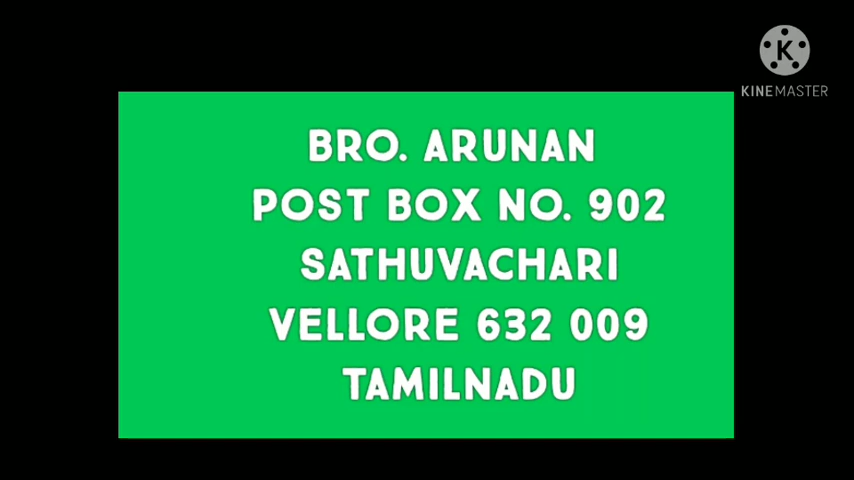 KINEMASTER
BRO. ARUNAN
POST BOX NO. 902
SATHUVACHARI
VELLORE 632 009
TAMILNADU